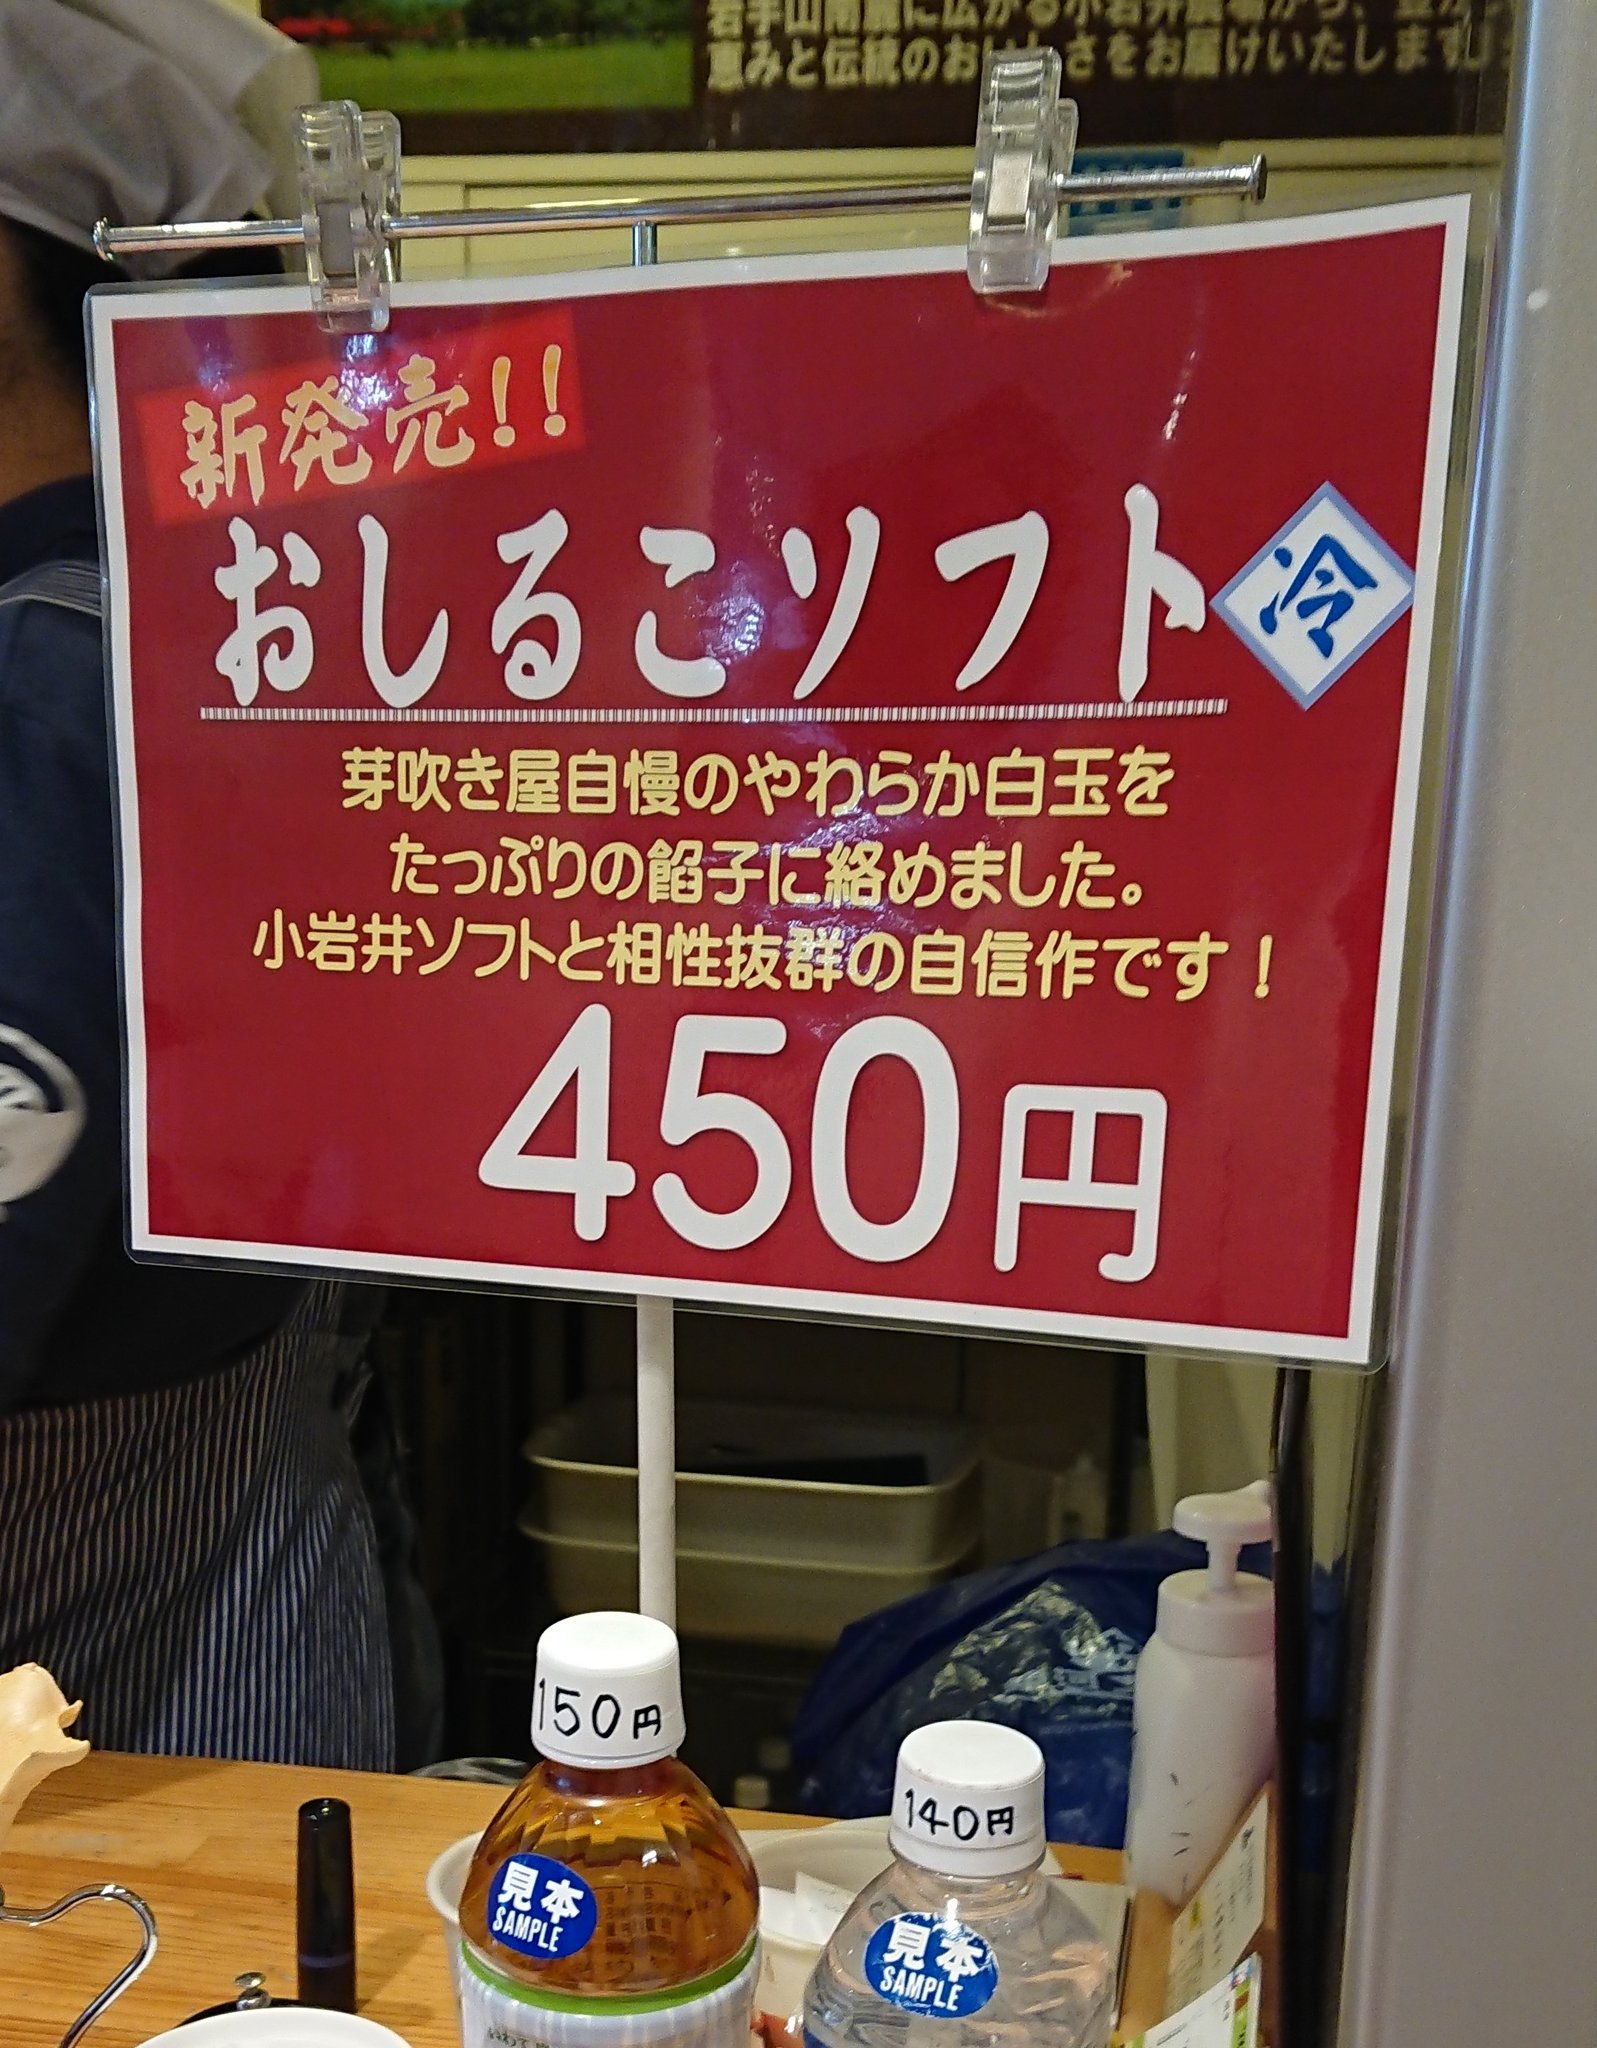 恵みと伝統のおいしさをお届けいたします
新発売!!
おしるこソフト
冷
芽吹き屋自慢のやわらか白玉を
たっぷりの餡子に絡めました。
小岩井ソフトと相性抜群の自信作です！
450円
150円
140円
見本
SAMPLE
見本
SAMPLE